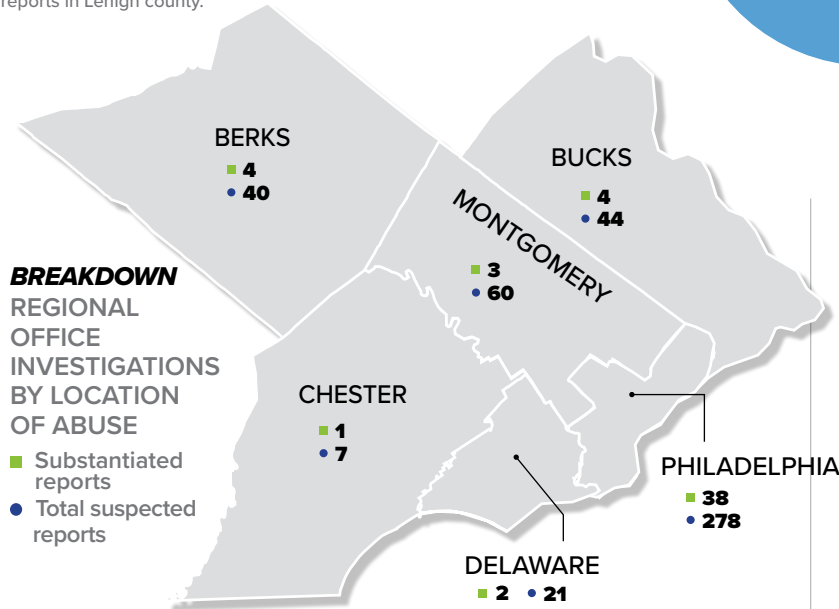 reports in Lehigh county.
BERKS
4
40
BUCKS
4
44
MONTGOMERY
3
60
BREAKDOWN
REGIONAL
OFFICE
INVESTIGATIONS
BY LOCATION
OF ABUSE
Substantiated
reports
Total suspected
reports
CHESTER
1
7
PHILADELPHIA
38
278
DELAWARE
2 21